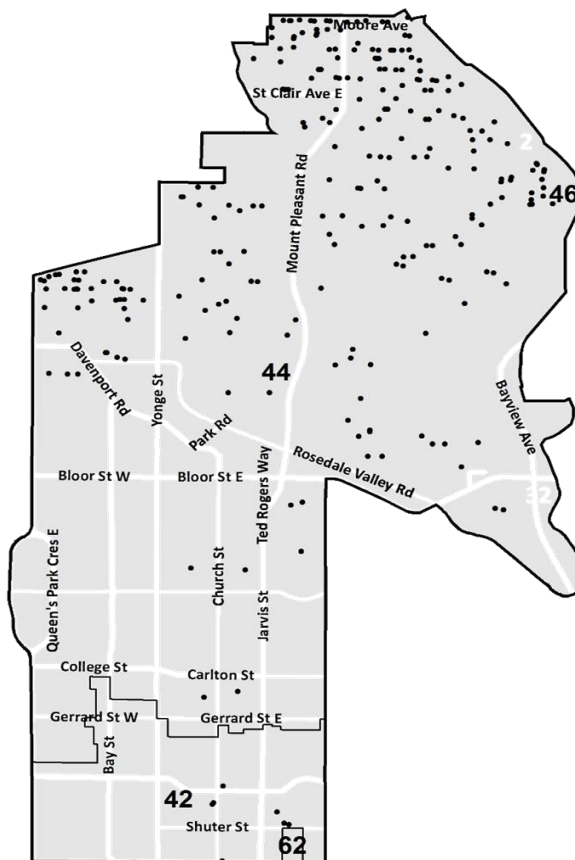 Moore Ave
St Clair Ave E
2
46
Mount Pleasant Rd
44
Davenport Rd
Yonge St
Park Rd
Bayview Ave
Rosedale Valley Rd
Bloor St W
Bloor St E
Ted Rogers Way
32
Queen's Park Cres E
Church St
Jarvis St
College St
Carlton St
Gerrard St W
Gerrard St E
Bay St
42
Shuter St
62